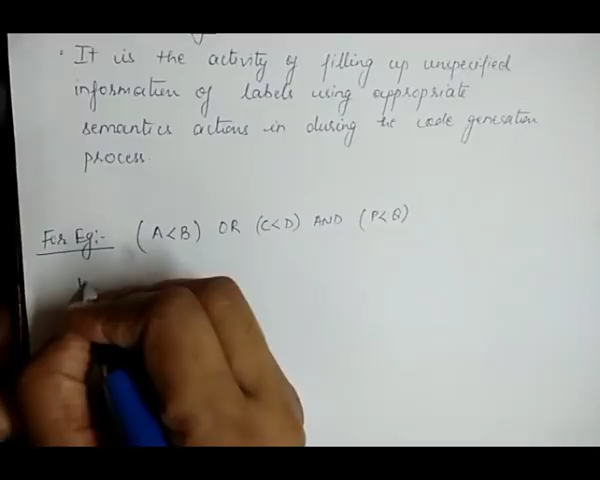 It is the activity of filling up unspecified
information of labels using appropriate
semantics actions in during the code generation
process.
For Eg:- (A<B) OR (C<D) AND (P<Q)